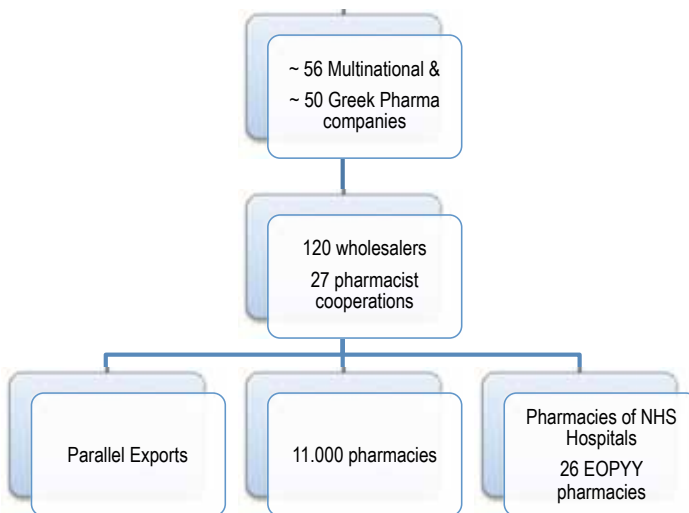 ~ 56 Multinational &
~ 50 Greek Pharma
companies
120 wholesalers
27 pharmacist
cooperations
Parallel Exports
11.000 pharmacies
Pharmacies of NHS
Hospitals
26 EOPYY
pharmacies